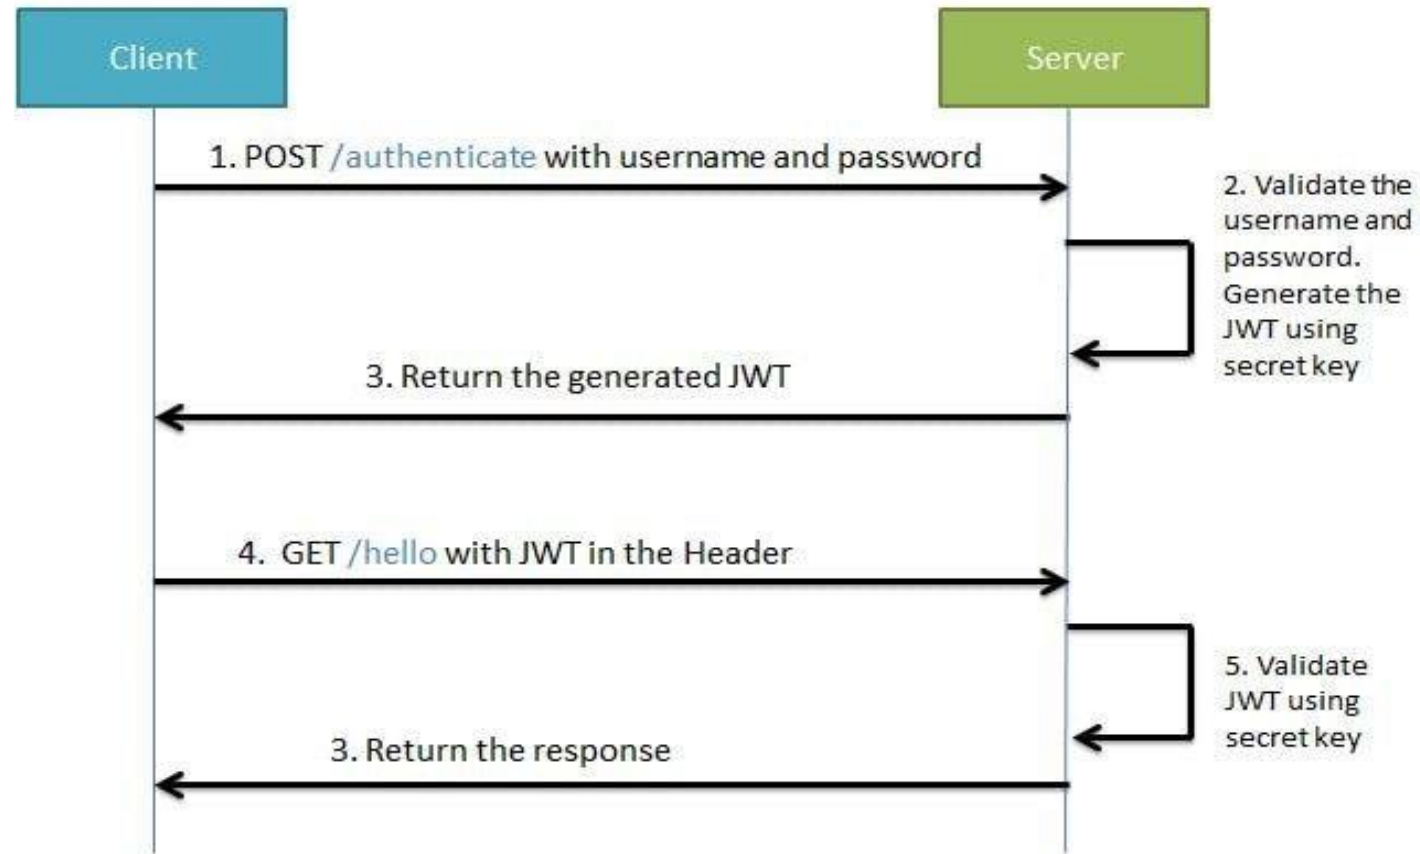 Client
Server
1. POST /authenticate with username and password
2. Validate the
username and
password.
Generate the
JWT using
secret key
3. Return the generated JWT
4. GET /hello with JWT in the Header
5. Validate
JWT using
secret key
3. Return the response